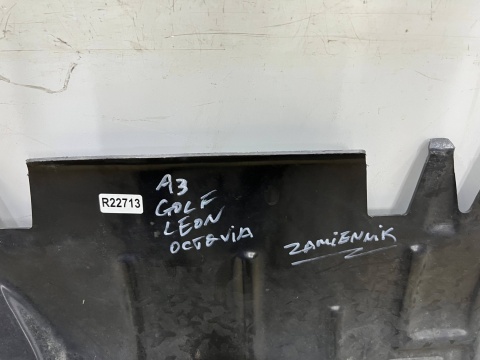 R22713
A3
GOLF
LEON
OCTAVIA
ZAMIENNIK